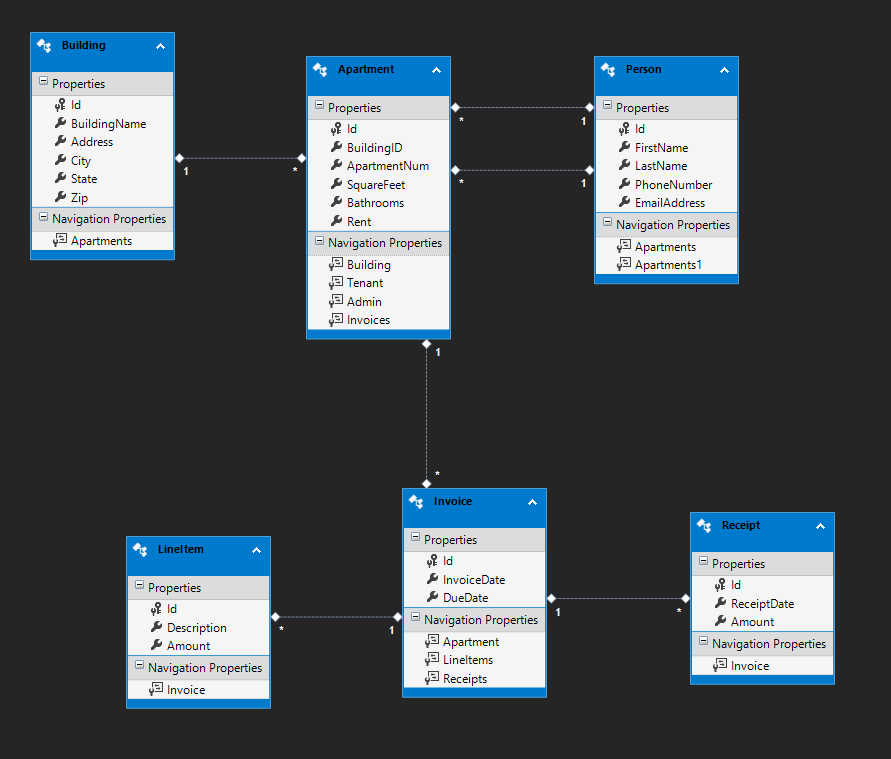 Building
Properties
Id
BuildingName
Address
City
State
Zip
Navigation Properties
Apartments
1
*
Apartment
Properties
Id
BuildingID
ApartmentNum
SquareFeet
Bathrooms
Rent
Navigation Properties
Building
Tenant
Admin
Invoices
*
1
*
1
Person
Properties
Id
FirstName
LastName
PhoneNumber
EmailAddress
Navigation Properties
Apartments
Apartments1
1
*
LineItem
Properties
Id
Description
Amount
Navigation Properties
Invoice
*
1
Invoice
Properties
Id
InvoiceDate
DueDate
Navigation Properties
Apartment
LineItems
Receipts
1
*
Receipt
Properties
Id
ReceiptDate
Amount
Navigation Properties
Invoice